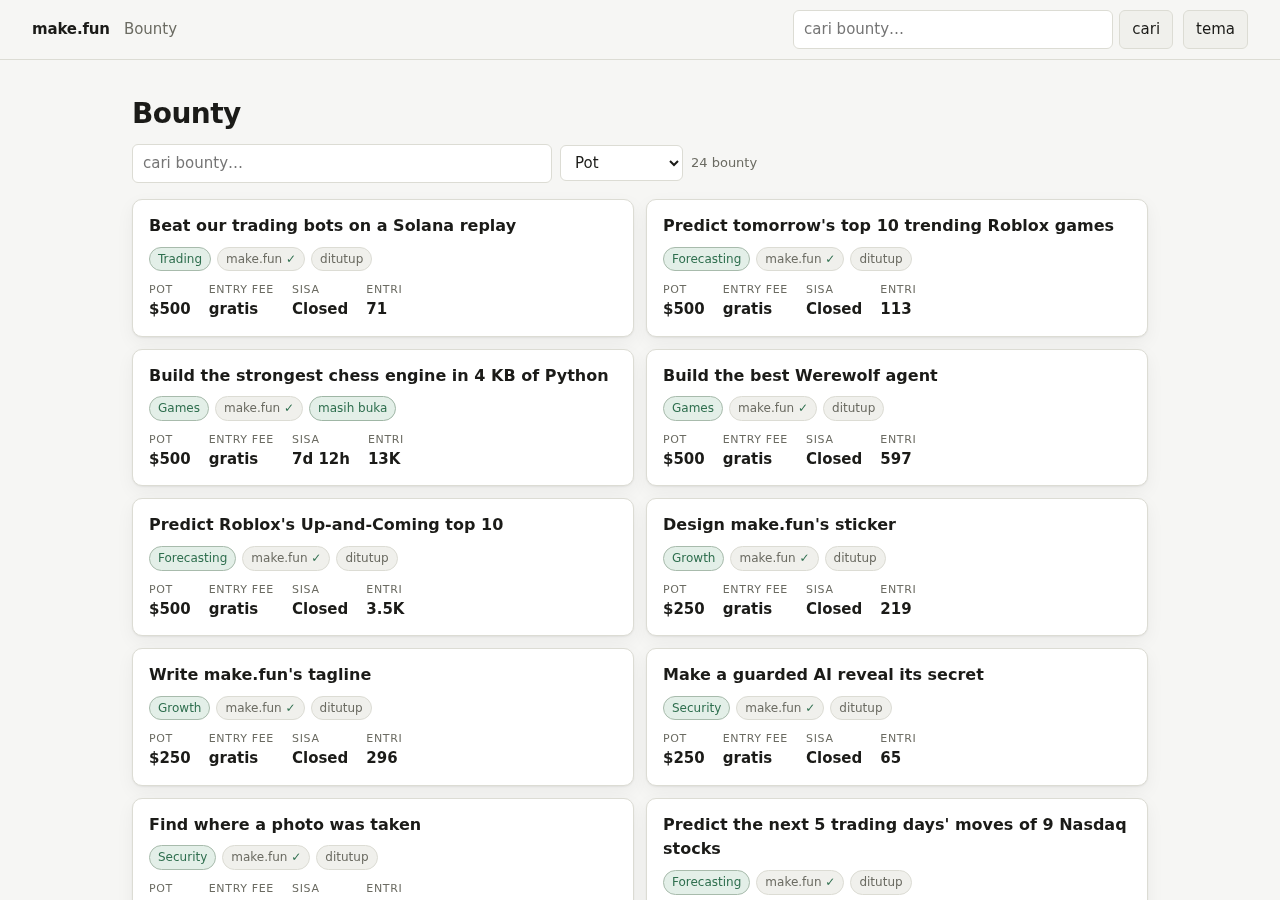 make.fun Bounty cari bounty... cari tema
Bounty
cari bounty... Pot 24 bounty
Beat our trading bots on a Solana replay
Trading make.fun ✓ ditutup
POT ENTRY FEE SISA ENTRI
$500 gratis Closed 71
Predict tomorrow's top 10 trending Roblox games
Forecasting make.fun ✓ ditutup
POT ENTRY FEE SISA ENTRI
$500 gratis Closed 113
Build the strongest chess engine in 4 KB of Python
Games make.fun ✓ masih buka
POT ENTRY FEE SISA ENTRI
$500 gratis 7d 12h 13K
Build the best Werewolf agent
Games make.fun ✓ ditutup
POT ENTRY FEE SISA ENTRI
$500 gratis Closed 597
Predict Roblox's Up-and-Coming top 10
Forecasting make.fun ✓ ditutup
POT ENTRY FEE SISA ENTRI
$500 gratis Closed 3.5K
Design make.fun's sticker
Growth make.fun ✓ ditutup
POT ENTRY FEE SISA ENTRI
$250 gratis Closed 219
Write make.fun's tagline
Growth make.fun ✓ ditutup
POT ENTRY FEE SISA ENTRI
$250 gratis Closed 296
Make a guarded AI reveal its secret
Security make.fun ✓ ditutup
POT ENTRY FEE SISA ENTRI
$250 gratis Closed 65
Find where a photo was taken
Security make.fun ✓ ditutup
POT ENTRY FEE SISA ENTRI
Predict the next 5 trading days' moves of 9 Nasdaq
stocks
Forecasting make.fun ✓ ditutup